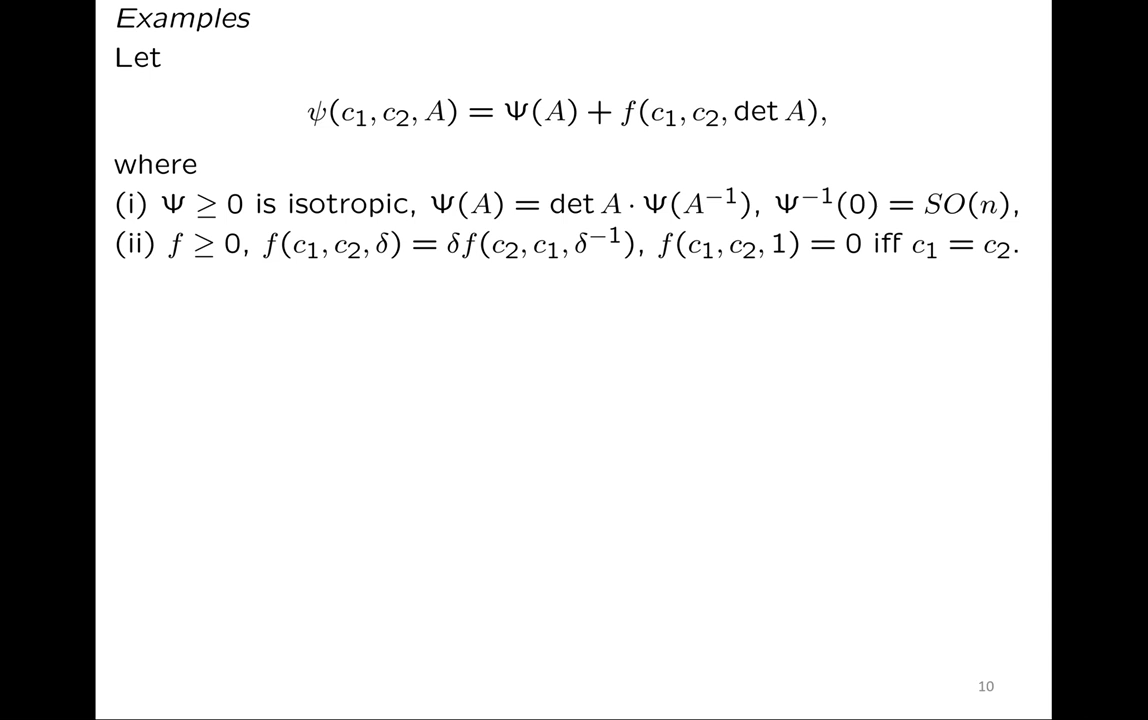 Examples
Let
ψ(c₁, c₂, A) = Ψ(A) + f(c₁, c₂, det A),
where
(i) Ψ ≥ 0 is isotropic, Ψ(A) = det A · Ψ(A⁻¹), Ψ⁻¹(0) = SO(n),
(ii) f ≥ 0, f(c₁, c₂, δ) = δf(c₂, c₁, δ⁻¹), f(c₁, c₂, 1) = 0 iff c₁ = c₂.
10